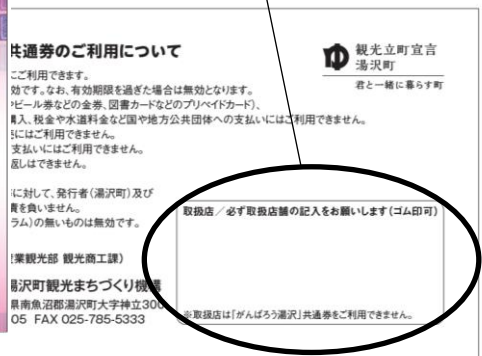 共通券のご利用について
観光立町宣言
湯沢町
君と一緒に暮らす町
にご利用できます。
効です。なお、有効期限を過ぎた場合は無効となります。
ビール券などの金券、図書カードなどのプリペイドカード)、
購入、税金や水道料金など国や地方公共団体への支払いにはご利用できません。
にはご利用できません。
支払いにはご利用できません。
返しはできません。
に対して、発行者(湯沢町)及び
責を負いません。
ラム)の無いものは無効です。
取扱店/必ず取扱店舗の記入をお願いします(ゴム印可)
業観光部 観光商工課)
湯沢町観光まちづくり機構
県南魚沼郡湯沢町大字神立300
05 FAX 025-785-5333
※取扱店は「がんばろう湯沢」共通券をご利用できません。